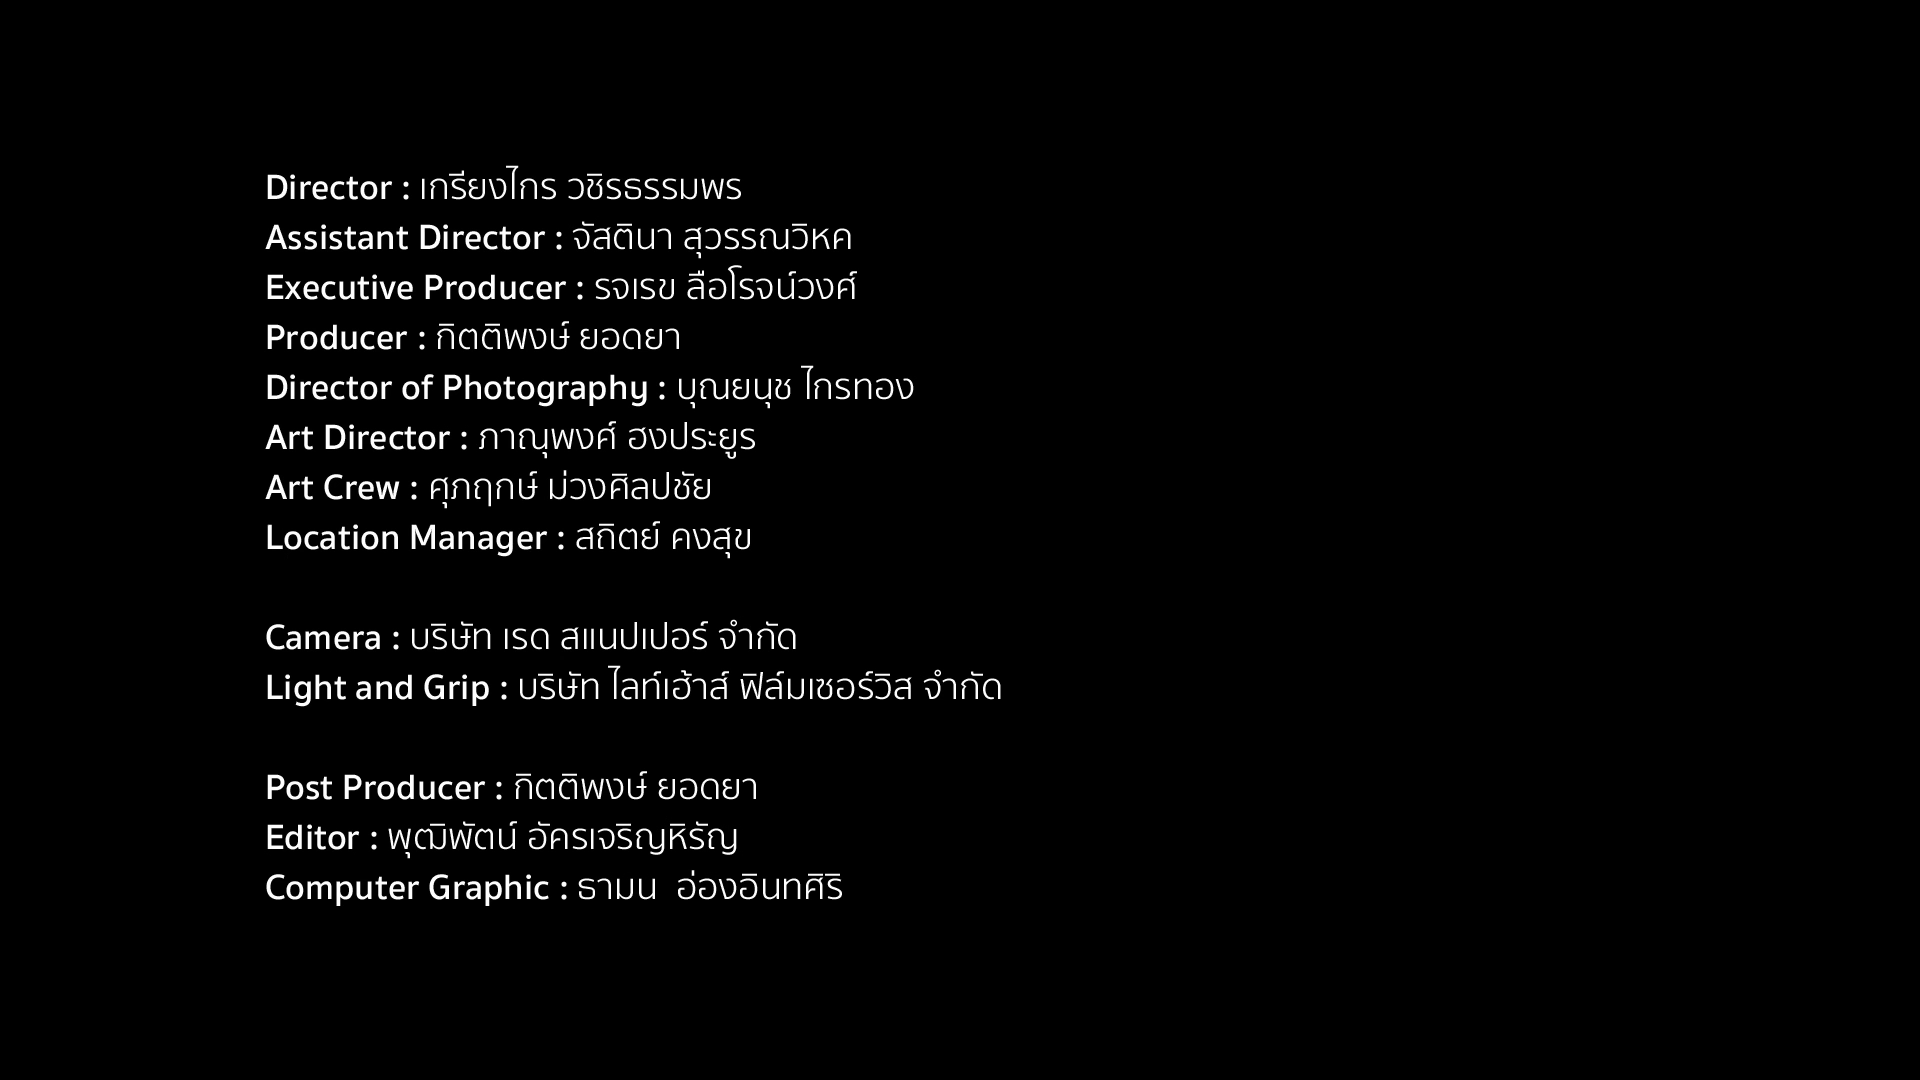 Director : เกรียงไกร วชิรธรรมพร
Assistant Director : จัสตินา สุวรรณวิหค
Executive Producer : รจเรข ลือโรจน์วงศ์
Producer : กิตติพงษ์ ยอดยา
Director of Photography : บุณยนุช ไกรทอง
Art Director : ภาณุพงศ์ ฮงประยูร
Art Crew : ศุภฤกษ์ ม่วงศิลปชัย
Location Manager : สถิตย์ คงสุข
Camera : บริษัท เรด สแนปเปอร์ จำกัด
Light and Grip : บริษัท ไลท์เฮ้าส์ ฟิล์มเซอร์วิส จำกัด
Post Producer : กิตติพงษ์ ยอดยา
Editor : พุฒิพัตน์ อัครเจริญหิรัญ
Computer Graphic : ธามน  อ่องอินทศิริ